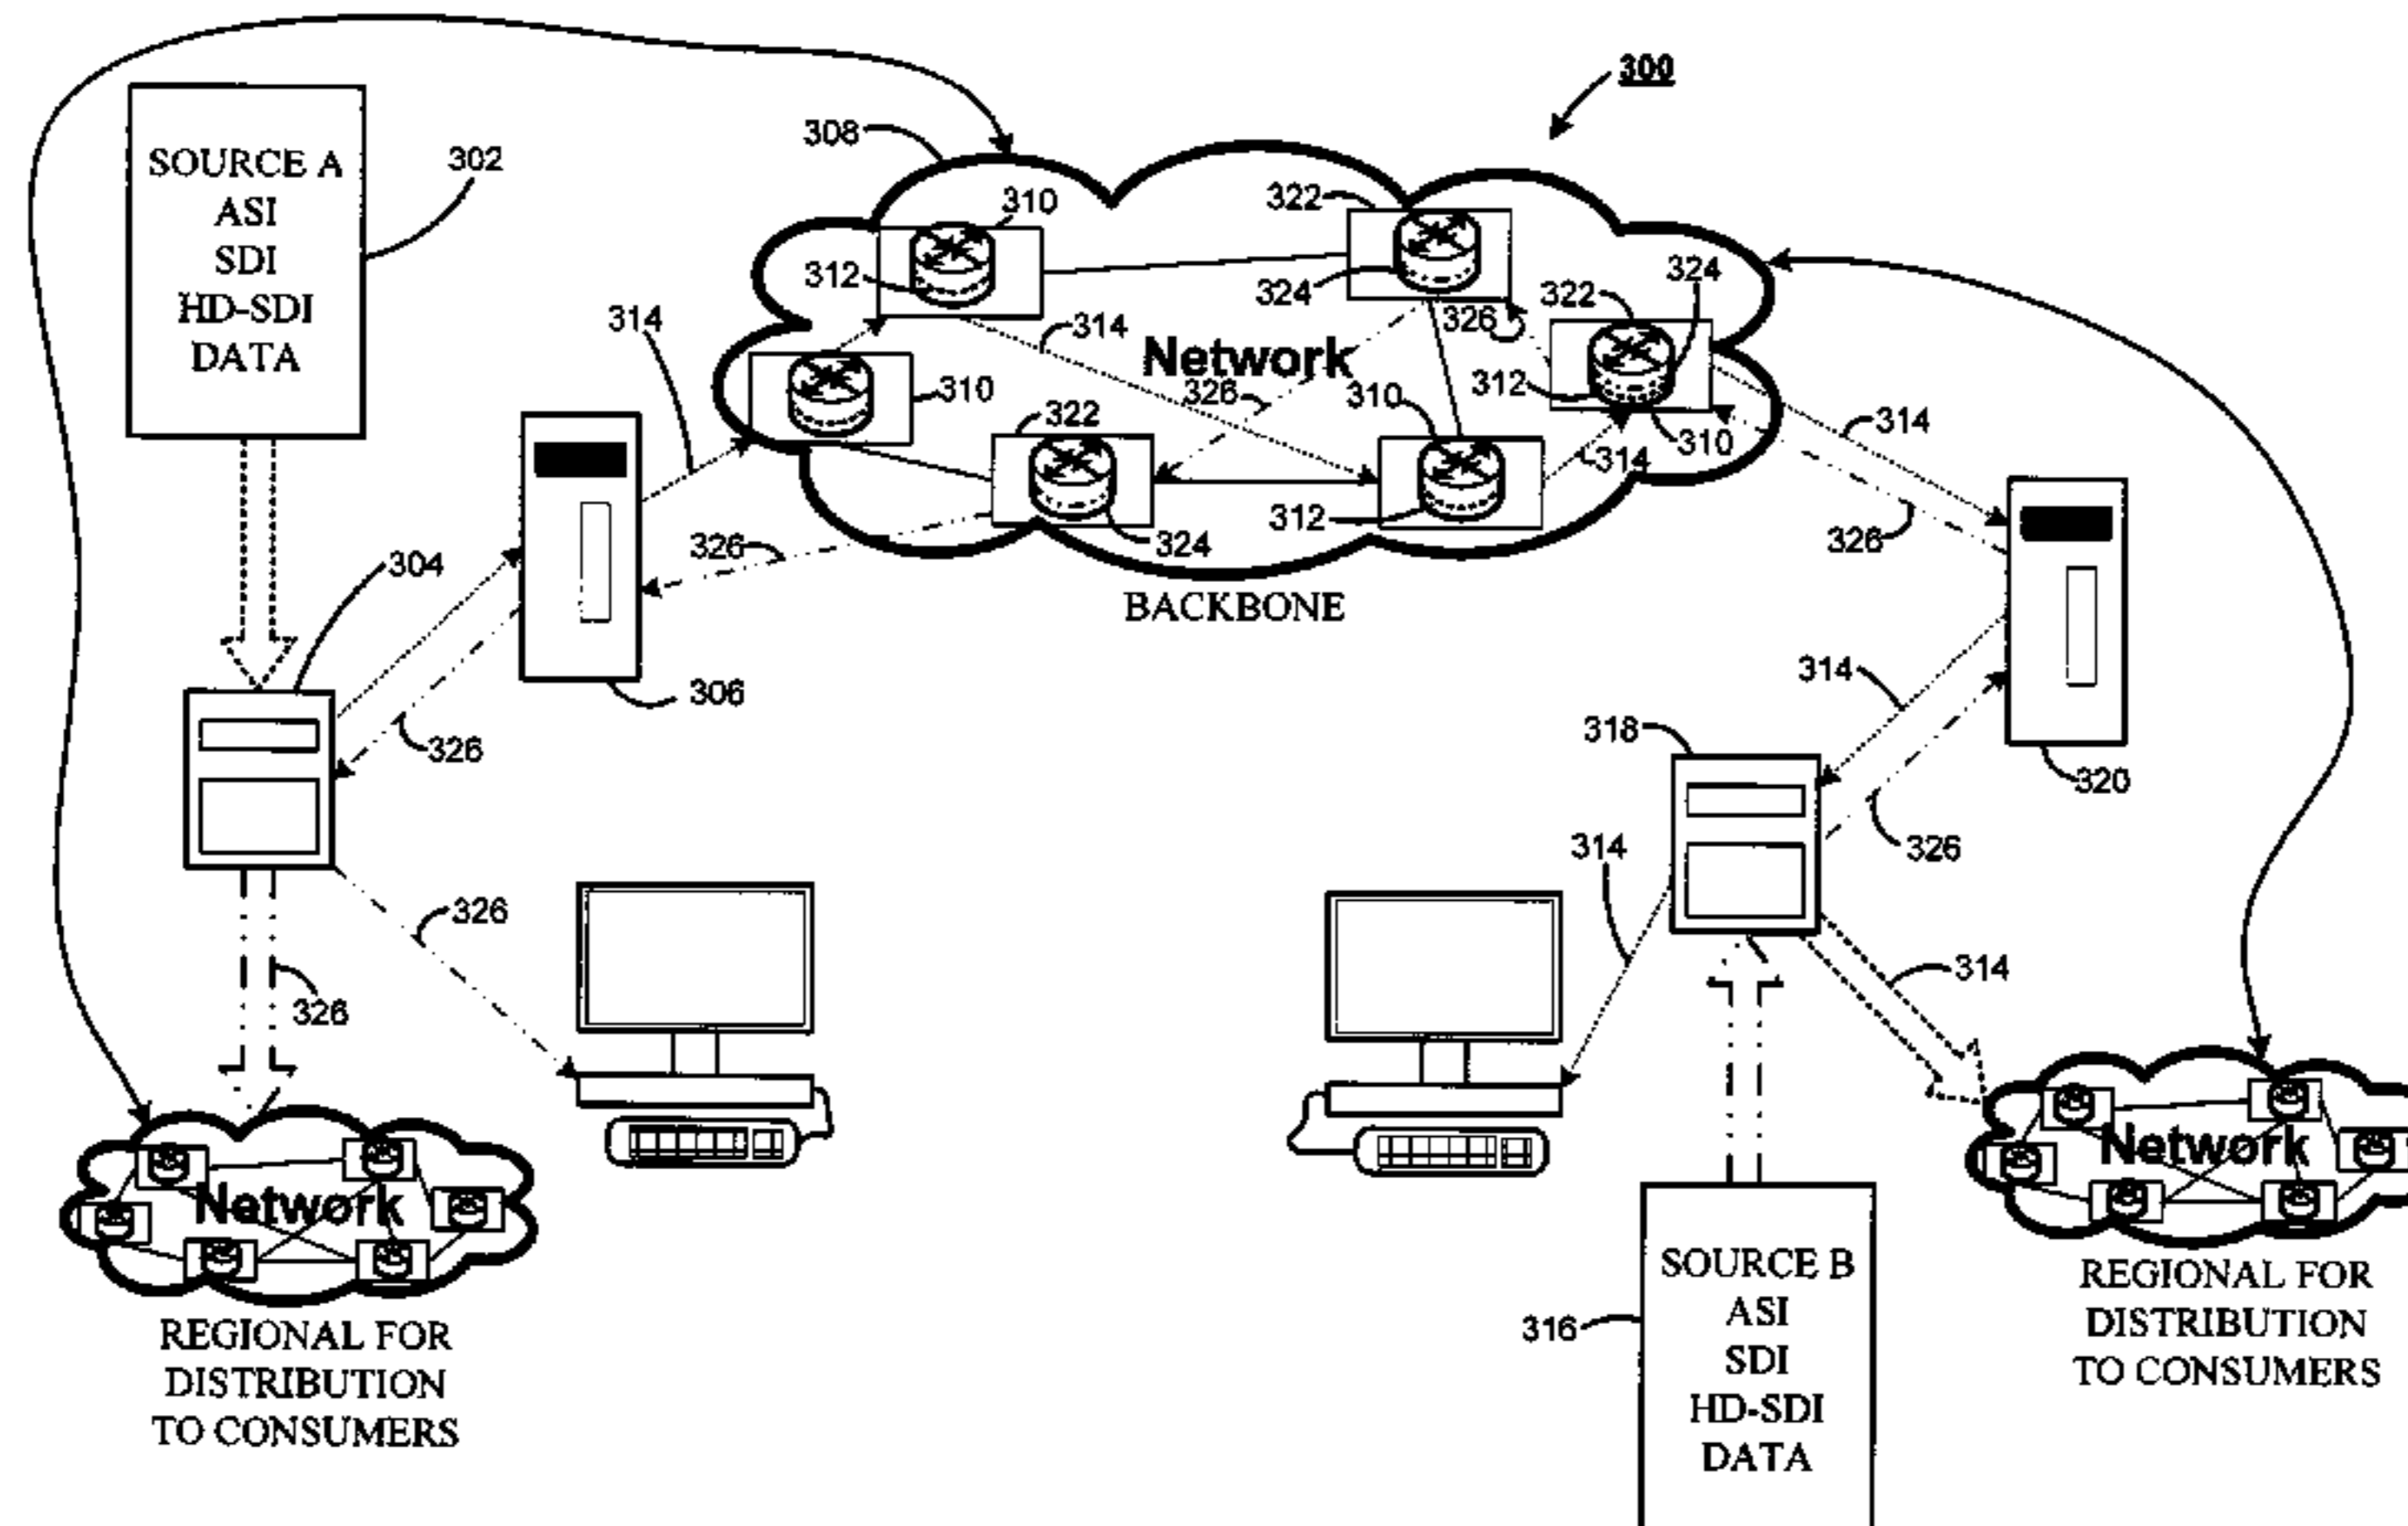 300
308
SOURCE A
ASI
SDI
HD-SDI
DATA
302
310
322
312
324
324
322
326
314
314
Network
326
310
312
310
322
310
314
314
310
326
324
312
326
304
BACKBONE
306
326
314
318
320
326
314
326
326
314
Network
REGIONAL FOR
DISTRIBUTION
TO CONSUMERS
Network
REGIONAL FOR
DISTRIBUTION
TO CONSUMERS
316
SOURCE B
ASI
SDI
HD-SDI
DATA